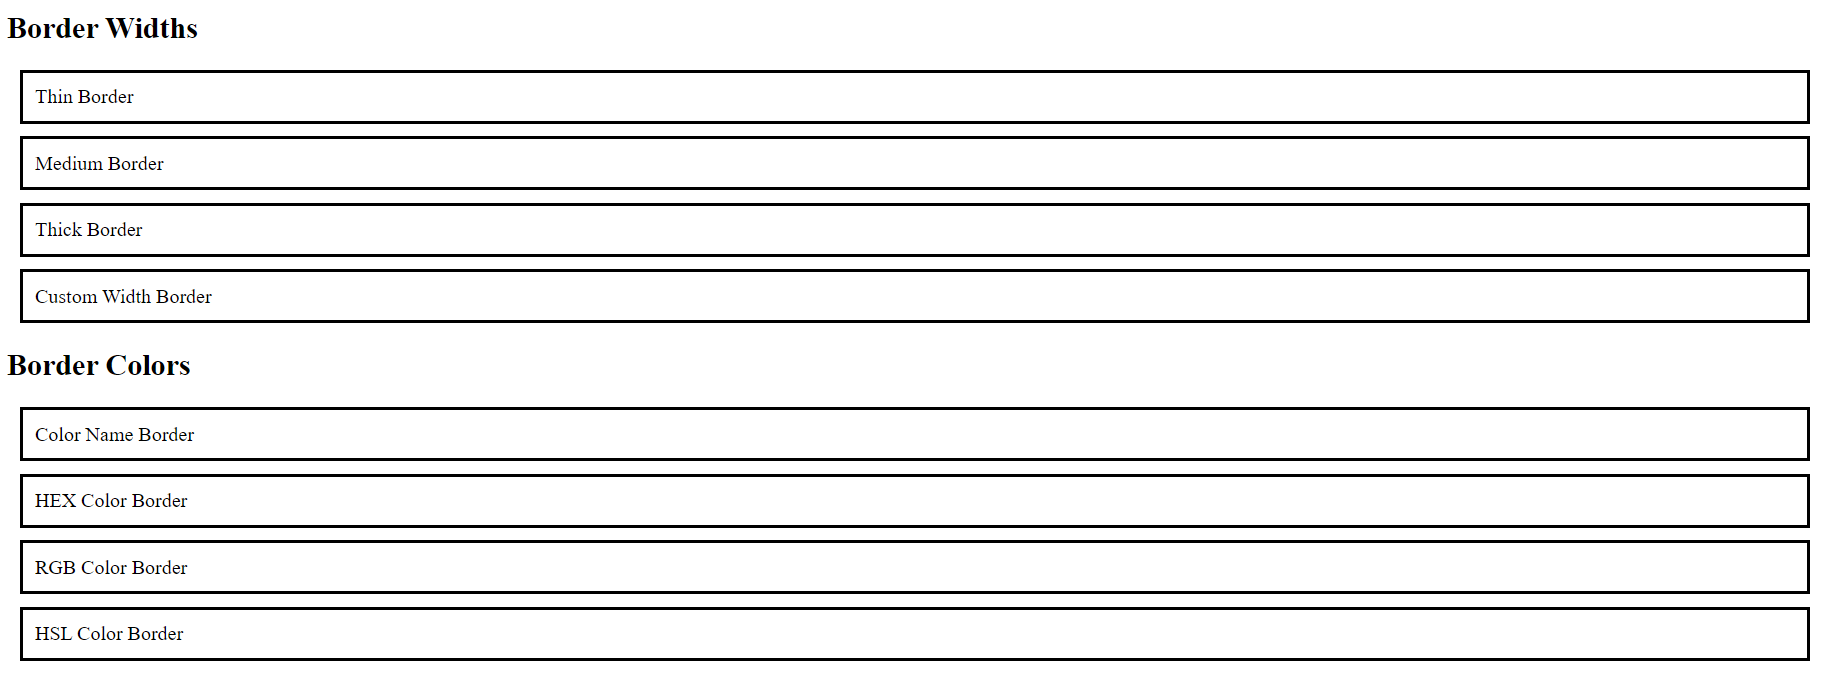 Border Widths
Thin Border
Medium Border
Thick Border
Custom Width Border
Border Colors
Color Name Border
HEX Color Border
RGB Color Border
HSL Color Border